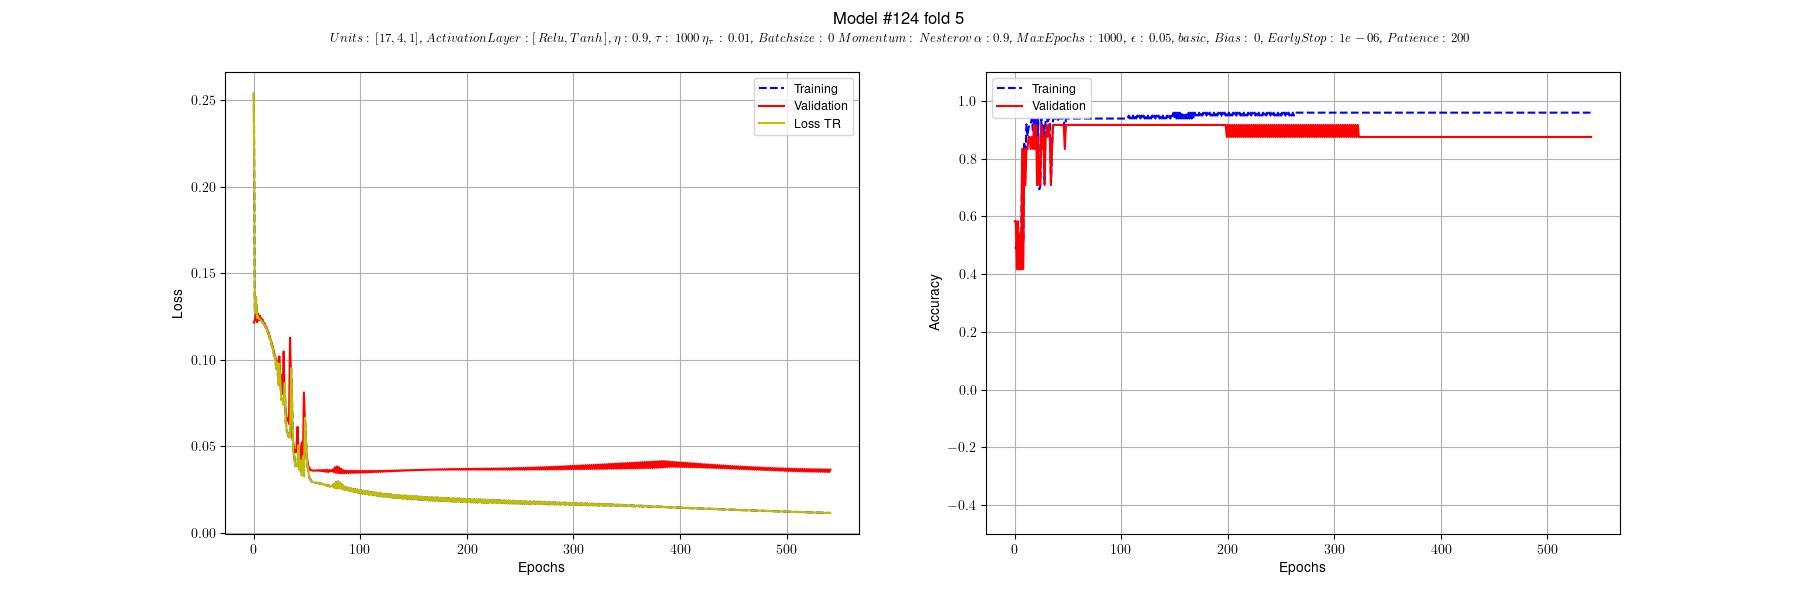 Model #124 fold 5
Units : [17, 4, 1], ActivationLayer : [Relu, Tanh], η : 0.9, τ : 1000 ητ : 0.01, Batchsize : 0 Momentum : Nesterov α : 0.9, MaxEpochs : 1000, ϵ : 0.05, basic, Bias : 0, EarlyStop : 1e − 06, Patience : 200
Training
Validation
Loss TR
0.25
0.20
0.15
0.10
0.05
0.00
Loss
0 100 200 300 400 500
Epochs
Training
Validation
1.0
0.8
0.6
0.4
0.2
0.0
−0.2
−0.4
Accuracy
0 100 200 300 400 500
Epochs